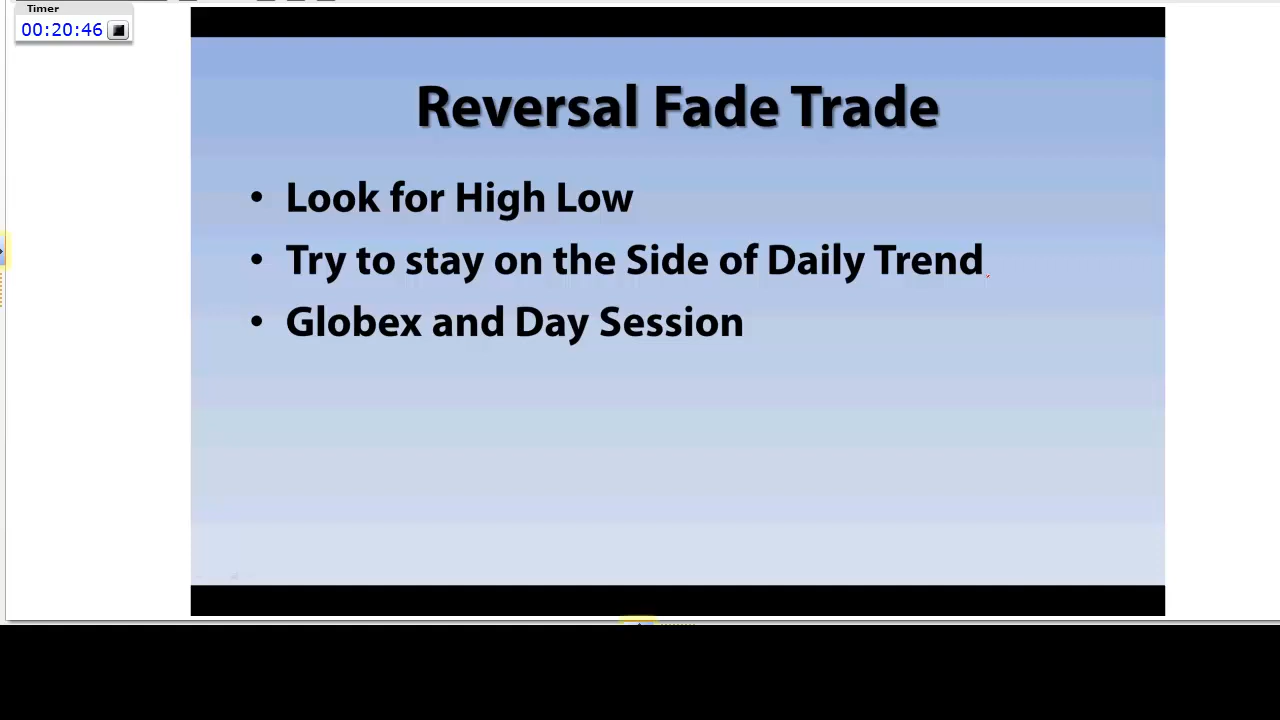 Timer
00:20:46
Reversal Fade Trade
• Look for High Low
• Try to stay on the Side of Daily Trend
• Globex and Day Session